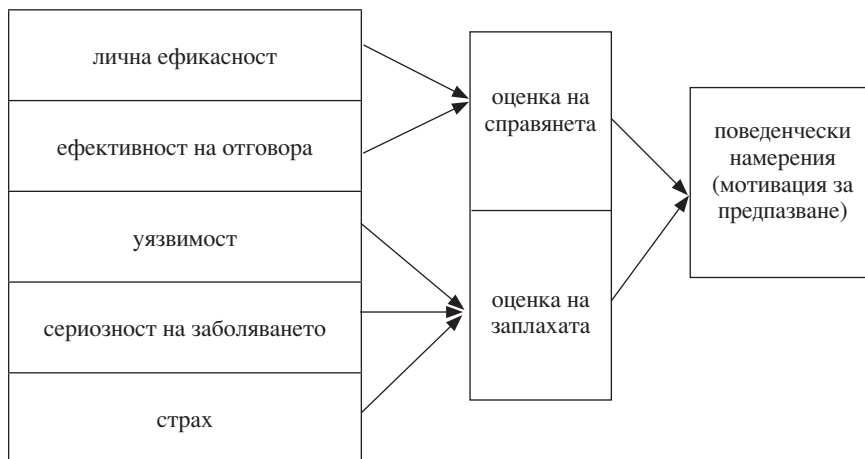 лична ефикасност
ефективност на отговора
уязвимост
сериозност на заболяването
страх
оценка на
справянета
оценка на
заплахата
поведенчески
намерения
(мотивация за
предпазване)